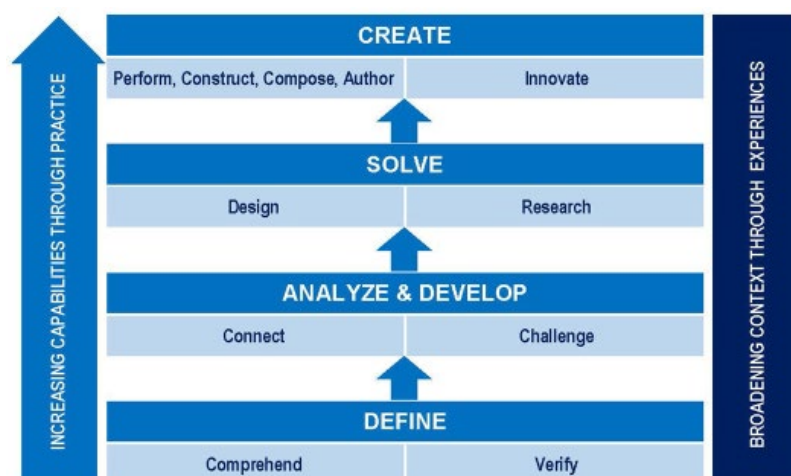 CREATE
Perform, Construct, Compose, Author
Innovate
SOLVE
Design
Research
ANALYZE & DEVELOP
Connect
Challenge
DEFINE
Comprehend
Verify
INCREASING CAPABILITIES THROUGH PRACTICE
BROADENING CONTEXT THROUGH EXPERIENCES